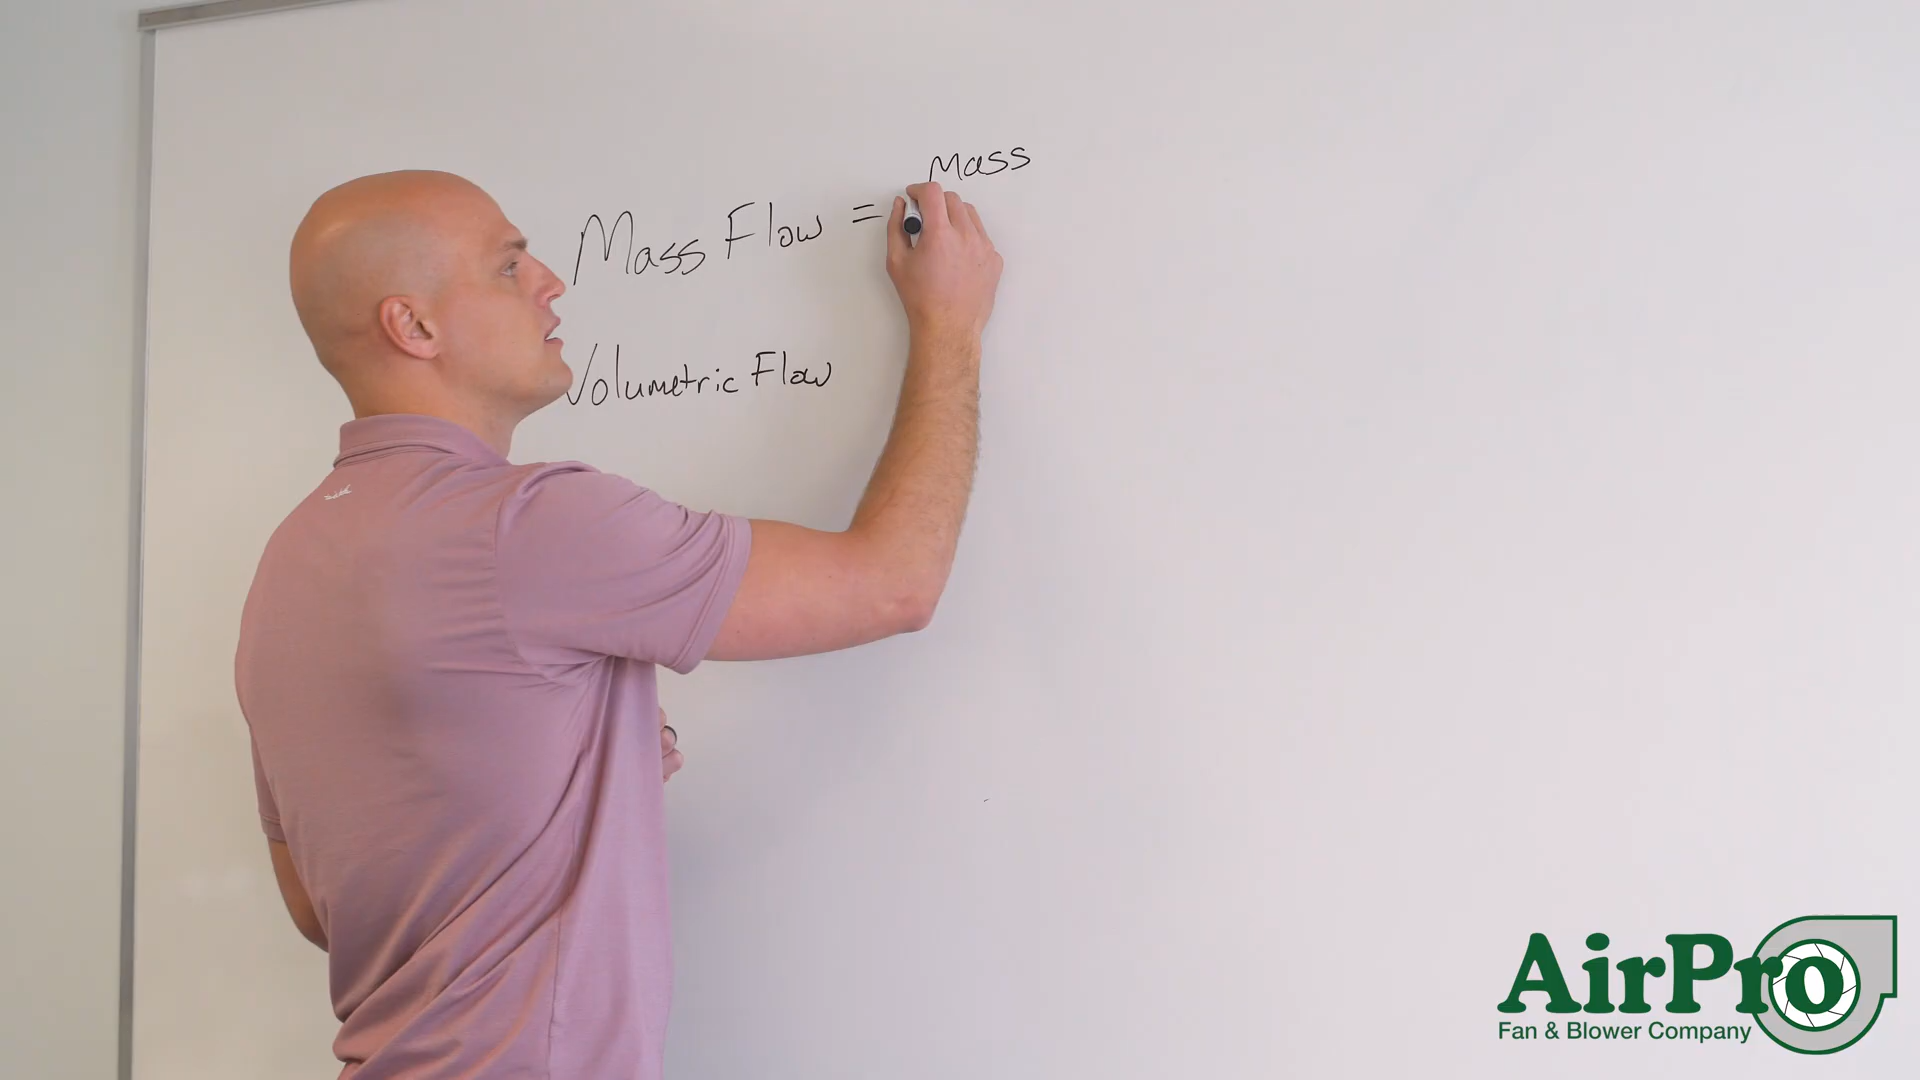 Mass
Mass Flow =
Volumetric Flow
AirPro
Fan & Blower Company